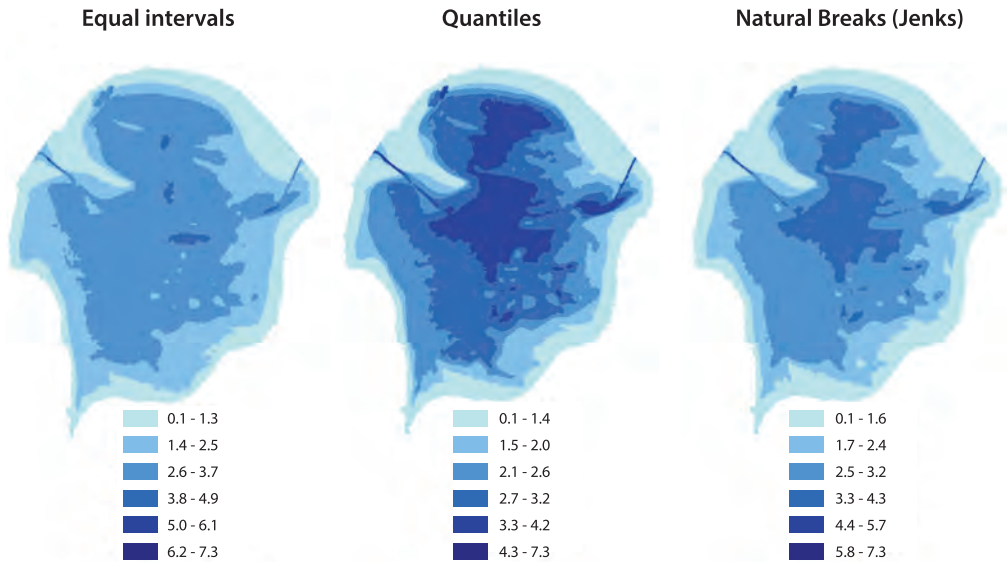 Equal intervals
Quantiles
Natural Breaks (Jenks)
0.1 - 1.3
1.4 - 2.5
2.6 - 3.7
3.8 - 4.9
5.0 - 6.1
6.2 - 7.3
0.1 - 1.4
1.5 - 2.0
2.1 - 2.6
2.7 - 3.2
3.3 - 4.2
4.3 - 7.3
0.1 - 1.6
1.7 - 2.4
2.5 - 3.2
3.3 - 4.3
4.4 - 5.7
5.8 - 7.3